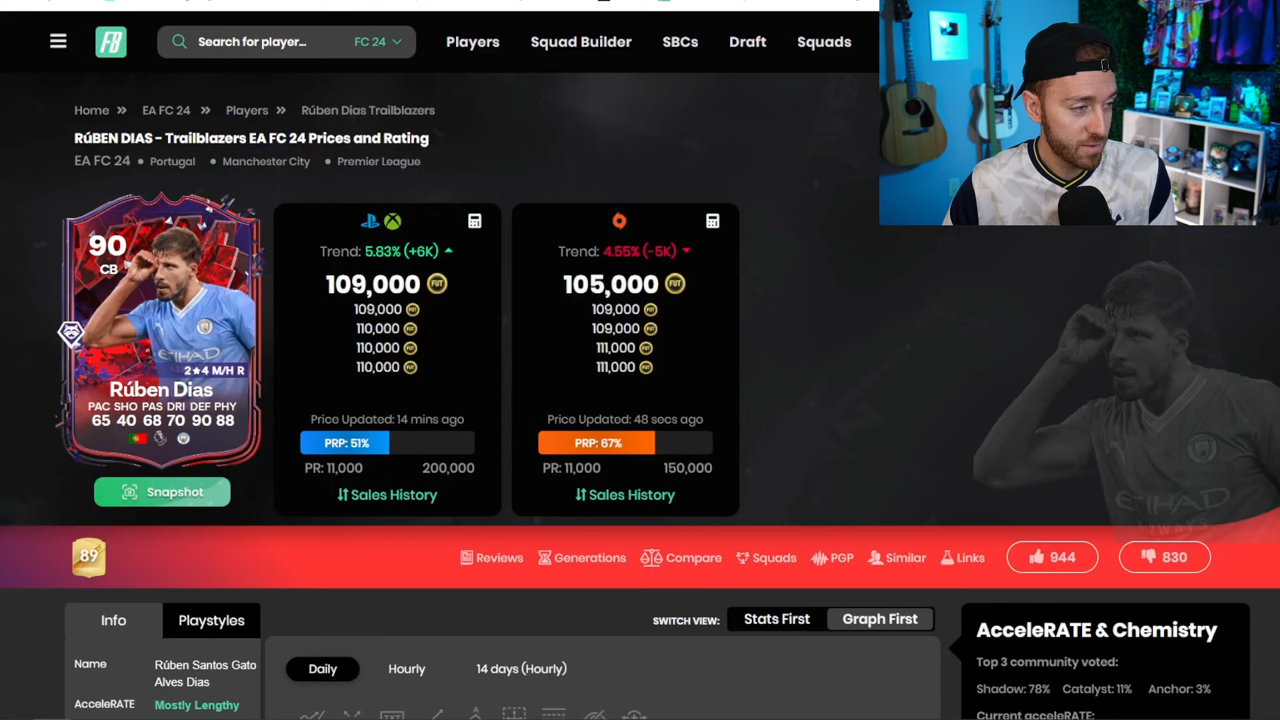 FB
Search for player...
FC 24
Players
Squad Builder
SBCs
Draft
Squads
Home » EA FC 24 » Players » Rúben Dias Trailblazers
RúBEN DIAS - Trailblazers EA FC 24 Prices and Rating
EA FC 24 • Portugal • Manchester City • Premier League
90
CB
ETIHAD
2★4 M/H R
Rúben Dias
PAC SHO PAS DRI DEF PHY
65 40 68 70 90 88
Snapshot
Trend: 5.83% (+6K)
109,000 FUT
109,000
110,000
110,000
110,000
Price Updated: 14 mins ago
PRP: 51%
PR: 11,000 200,000
Sales History
Trend: 4.55% (-5K)
105,000 FUT
109,000
109,000
111,000
111,000
Price Updated: 48 secs ago
PRP: 67%
PR: 11,000 150,000
Sales History
ETIHAD
AIRWAYS
89
Reviews
Generations
Compare
Squads
PGP
Similar
Links
944
830
Info
Playstyles
Name Rúben Santos Gato
Alves Dias
AcceleRATE Mostly Lengthy
SWITCH VIEW:
Stats First
Graph First
Daily
Hourly
14 days (Hourly)
AcceleRATE & Chemistry
Top 3 community voted:
Shadow: 78% Catalyst: 11% Anchor: 3%
Current acceleRATE: